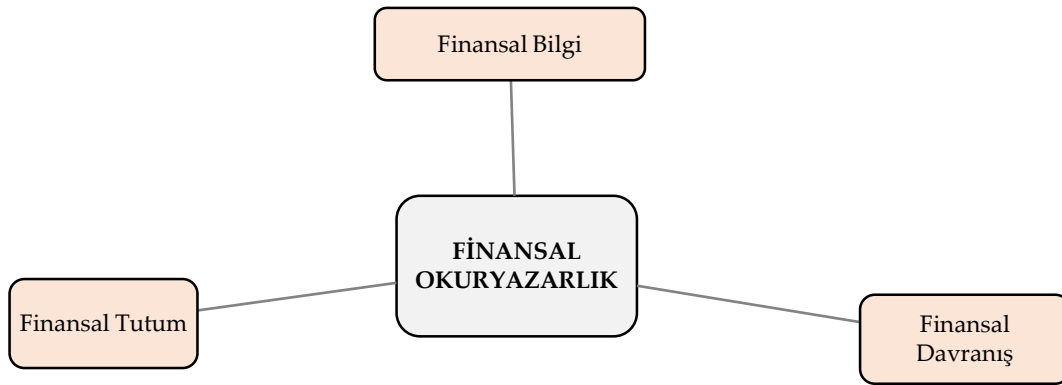 Finansal Bilgi
FİNANSAL
OKURYAZARLIK
Finansal Tutum
Finansal
Davranış